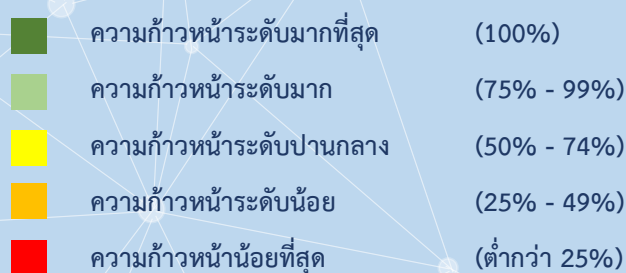 ความก้าวหน้าระดับมากที่สุด (100%)
ความก้าวหน้าระดับมาก (75% - 99%)
ความก้าวหน้าระดับปานกลาง (50% - 74%)
ความก้าวหน้าระดับน้อย (25% - 49%)
ความก้าวหน้าน้อยที่สุด (ต่ำกว่า 25%)